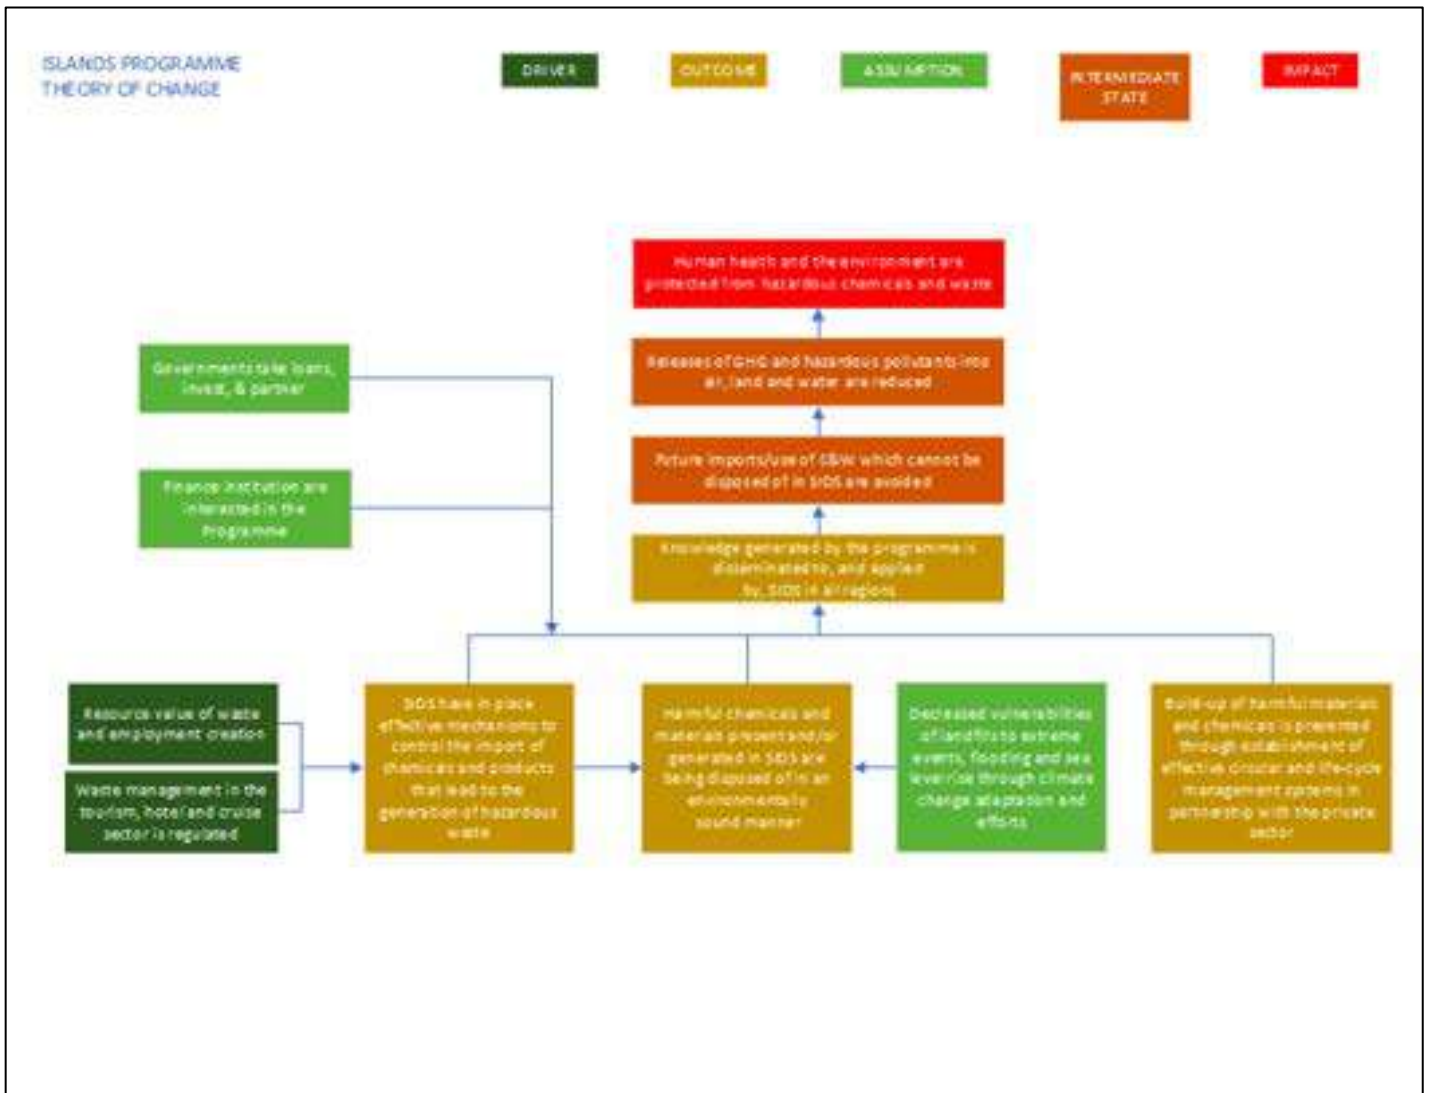 ISLANDS PROGRAMME
THEORY OF CHANGE
DRIVER
OUTCOME
ASSUMPTION
INTERMEDIATE
STATE
IMPACT
Human health and the environment are
protected from hazardous chemicals and waste
Governments take loans,
invest, & partner
Releases of GHG and hazardous pollutants into
air, land and water are reduced
Future imports/use of C&W which cannot be
disposed of in SIDS are avoided
Finance institution are
interested in the
Programme
Knowledge generated by the programme is
disseminated to, and applied
by, SIDS in all regions
Resource value of waste
and employment creation
Waste management in the
tourism, hotel and cruise
sector is regulated
SIDS have in place
effective mechanisms to
control the import of
chemicals and products
that lead to the
generation of hazardous
waste
Harmful chemicals and
materials present and/or
generated in SIDS are
being disposed of in an
environmentally
sound manner
Decreased vulnerabilities
of landfills to extreme
events, flooding and sea
level rise through climate
change adaptation and
efforts
Build-up of harmful materials
and chemicals is prevented
through establishment of
effective circular and life-cycle
management systems in
partnership with the private
sector